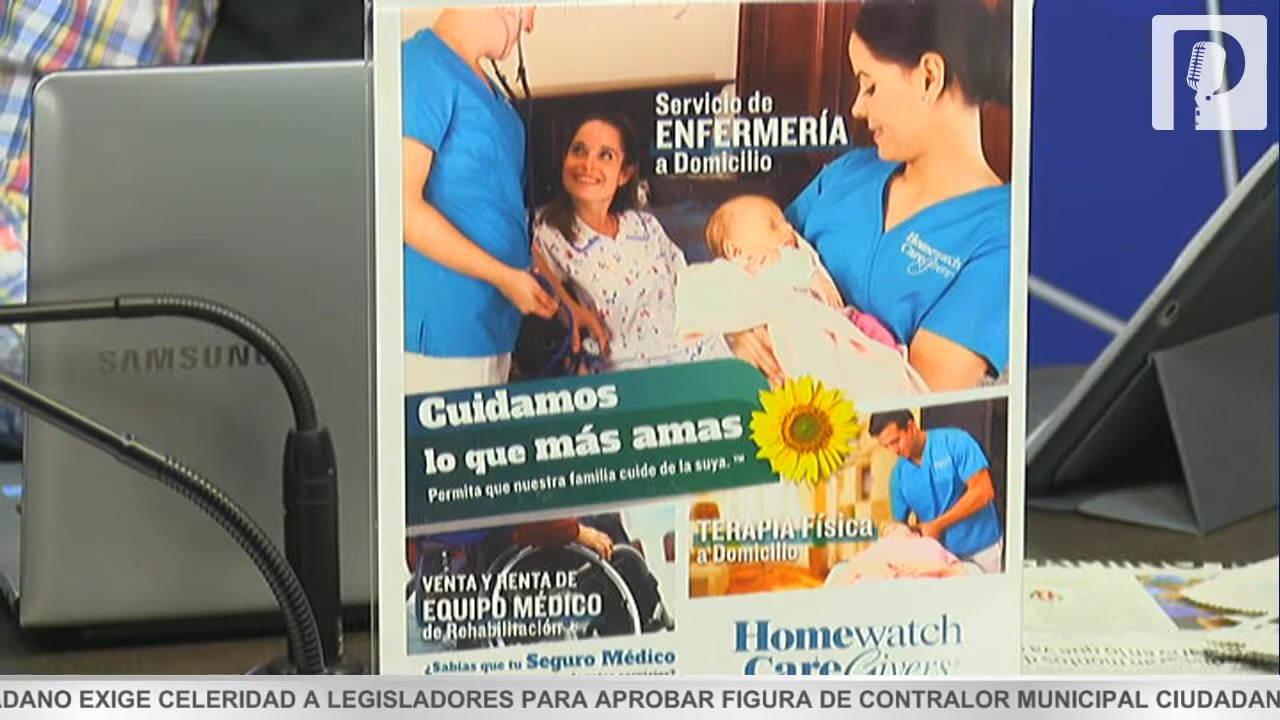 Servicio de
ENFERMERÍA
a Domicilio
Homewatch
CareGivers
SAMSUNG
Cuidamos
lo que más amas
Permita que nuestra familia cuide de la suya.™
TERAPIA Física
a Domicilio
VENTA Y RENTA DE
EQUIPO MÉDICO
de Rehabilitación
¿Sabías que tu Seguro Médico
Homewatch
CareGivers
DANO EXIGE CELERIDAD A LEGISLADORES PARA APROBAR FIGURA DE CONTRALOR MUNICIPAL CIUDADAN